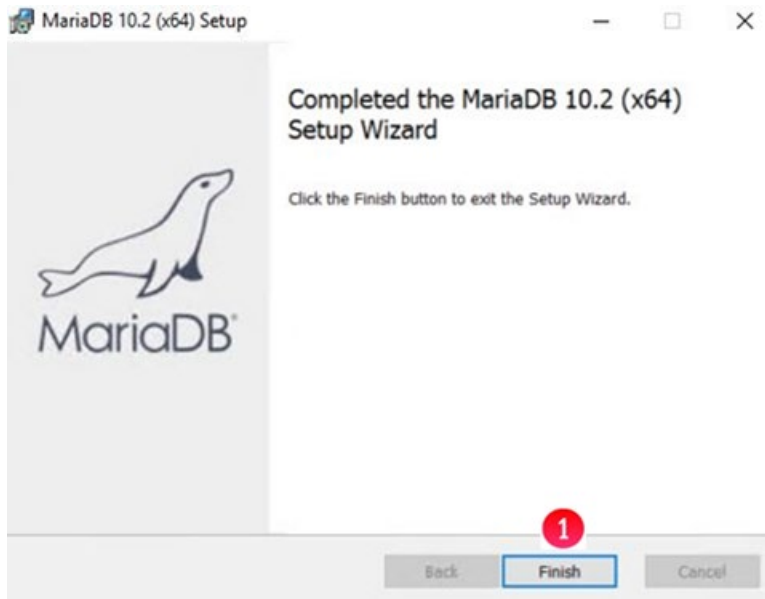 MariaDB 10.2 (x64) Setup
Completed the MariaDB 10.2 (x64)
Setup Wizard
Click the Finish button to exit the Setup Wizard.
MariaDB
1
Back
Finish
Cancel